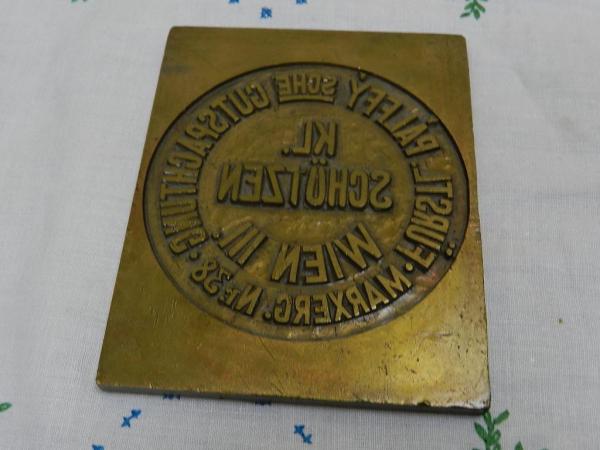 FÜRSTL. PÁLFFY SCHE GUTSPACHTUNG.
KL.
SCHÜTZEN
WIEN III.
MARXERG. No 38.